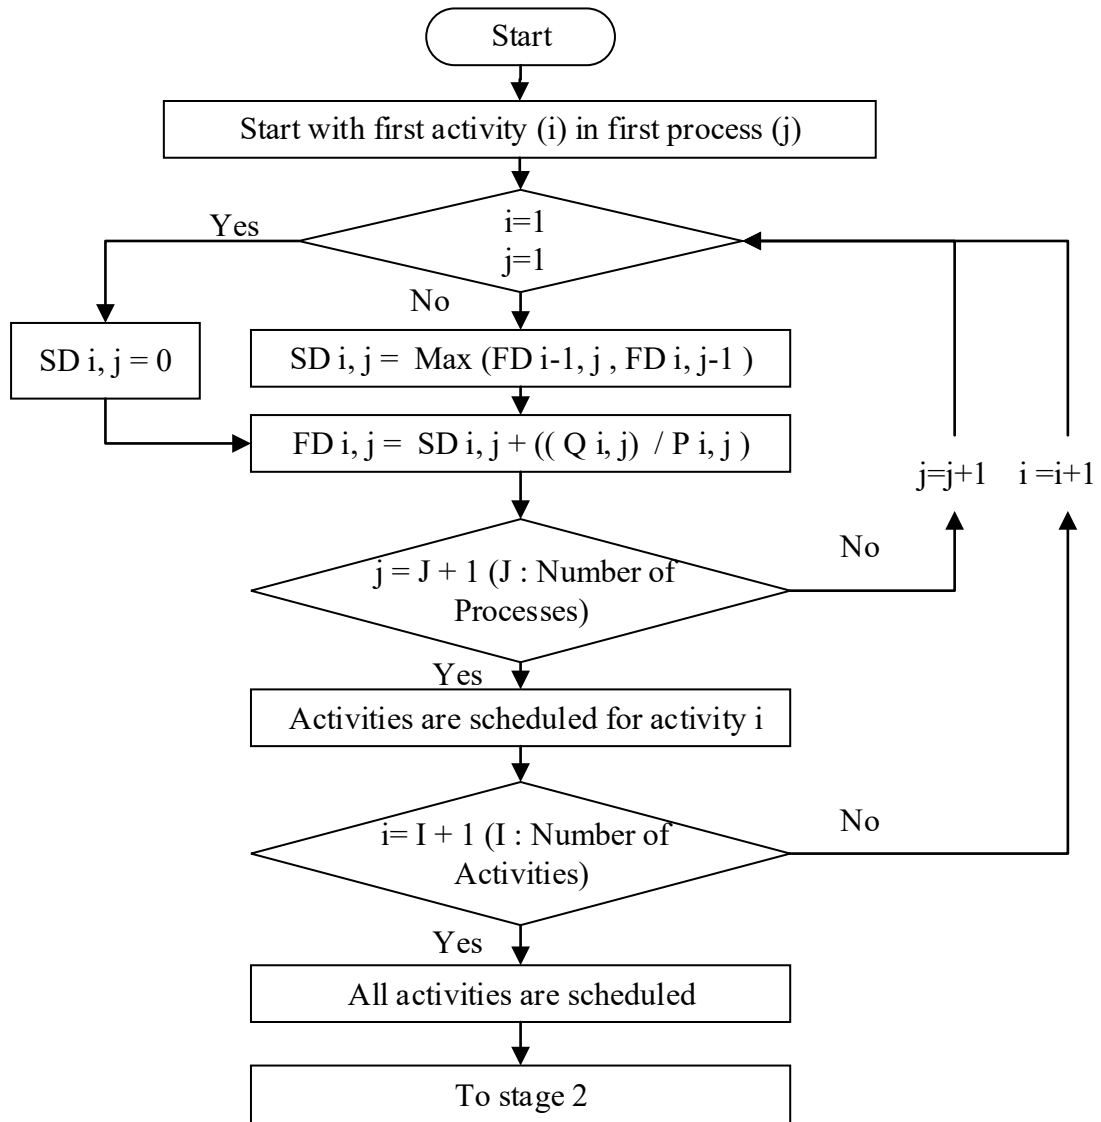 Start
Start with first activity (i) in first process (j)
i=1
j=1
Yes
No
SD i, j = 0
SD i, j =  Max (FD i-1, j , FD i, j-1 )
FD i, j =  SD i, j + (( Q i, j)  / P i, j )
j=j+1
i =i+1
j = J + 1 (J : Number of
Processes)
No
Yes
Activities are scheduled for activity i
i= I + 1 (I : Number of
Activities)
No
Yes
All activities are scheduled
To stage 2